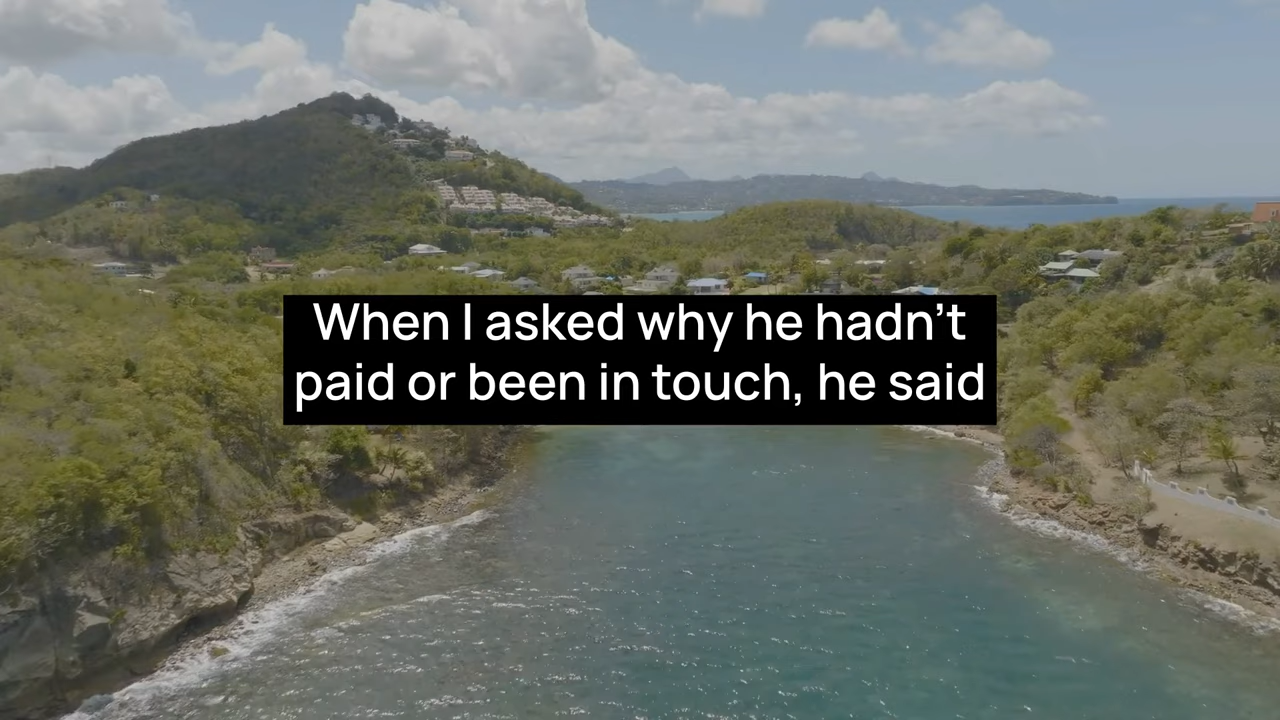 When I asked why he hadn't
paid or been in touch, he said